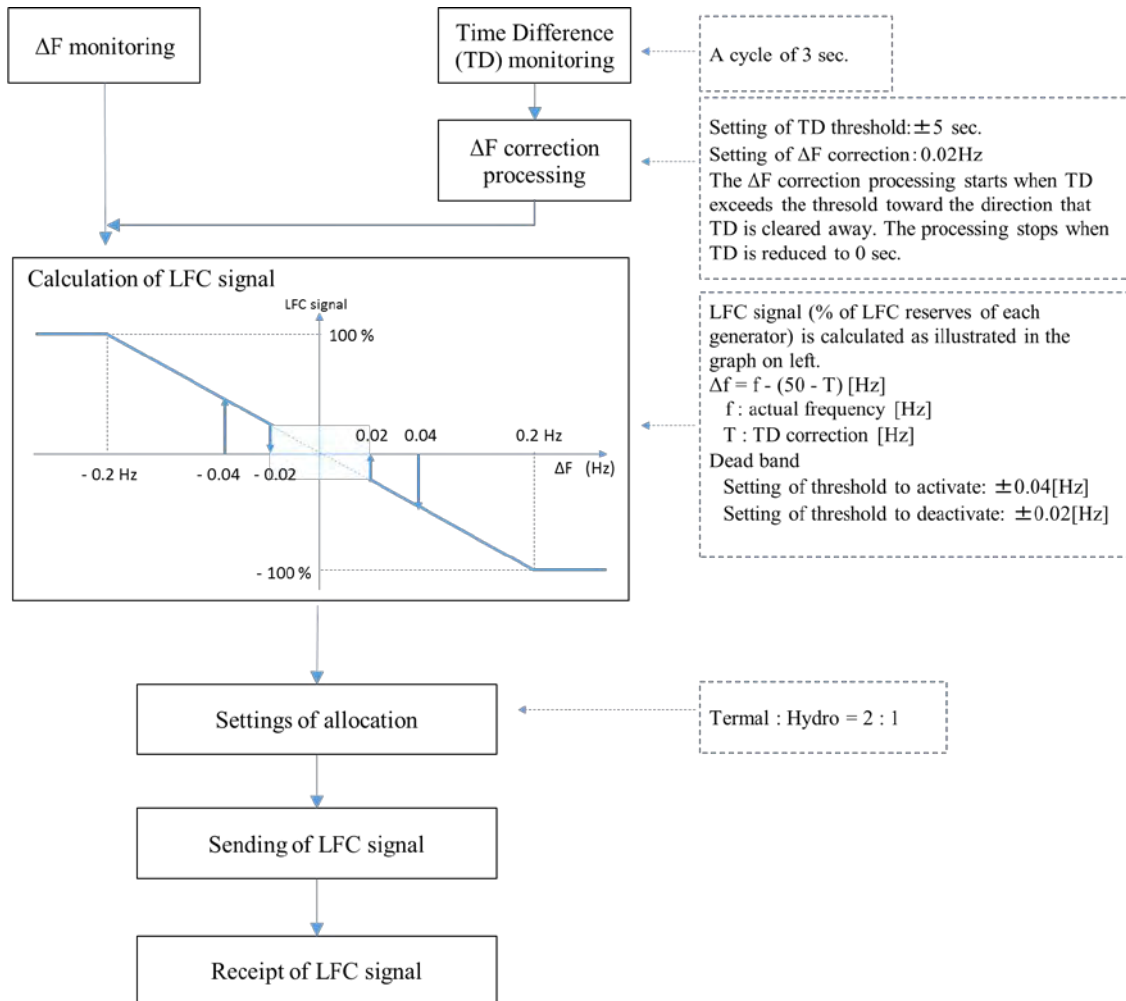 ΔF monitoring
Time Difference
(TD) monitoring
A cycle of 3 sec.
ΔF correction
processing
Setting of TD threshold:±5 sec.
Setting of ΔF correction:0.02Hz
The ΔF correction processing starts when TD
exceeds the thresold toward the direction that
TD is cleared away. The processing stops when
TD is reduced to 0 sec.
Calculation of LFC signal
LFC signal
100 %
0.02
0.04
0.2 Hz
- 0.2 Hz
- 0.04
- 0.02
ΔF (Hz)
- 100 %
LFC signal (% of LFC reserves of each
generator) is calculated as illustrated in the
graph on left.
Δf = f - (50 - T) [Hz]
f : actual frequency [Hz]
T : TD correction [Hz]
Dead band
Setting of threshold to activate: ±0.04[Hz]
Setting of threshold to deactivate: ±0.02[Hz]
Settings of allocation
Termal : Hydro = 2 : 1
Sending of LFC signal
Receipt of LFC signal